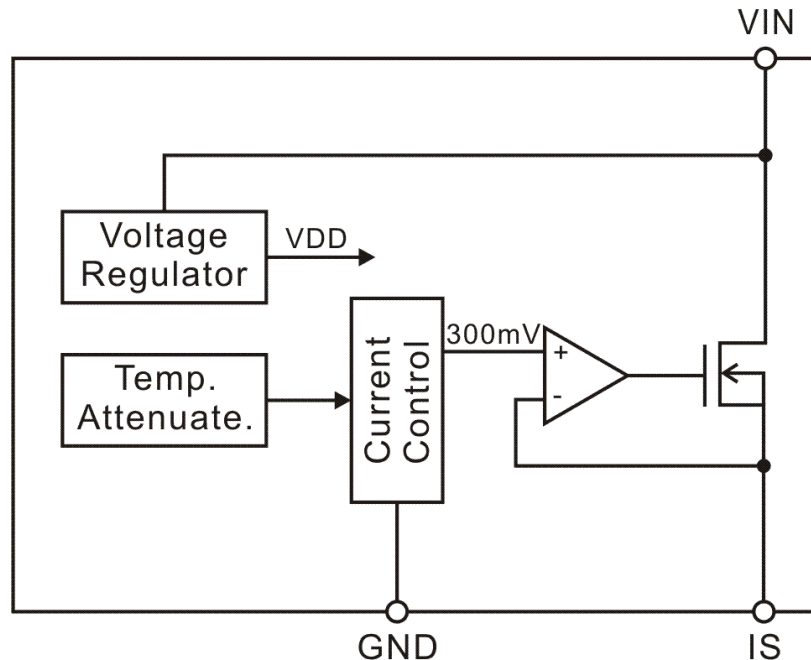 VIN
Voltage
Regulator
VDD
Temp.
Attenuate.
Current
Control
300mV
+
-
GND
IS